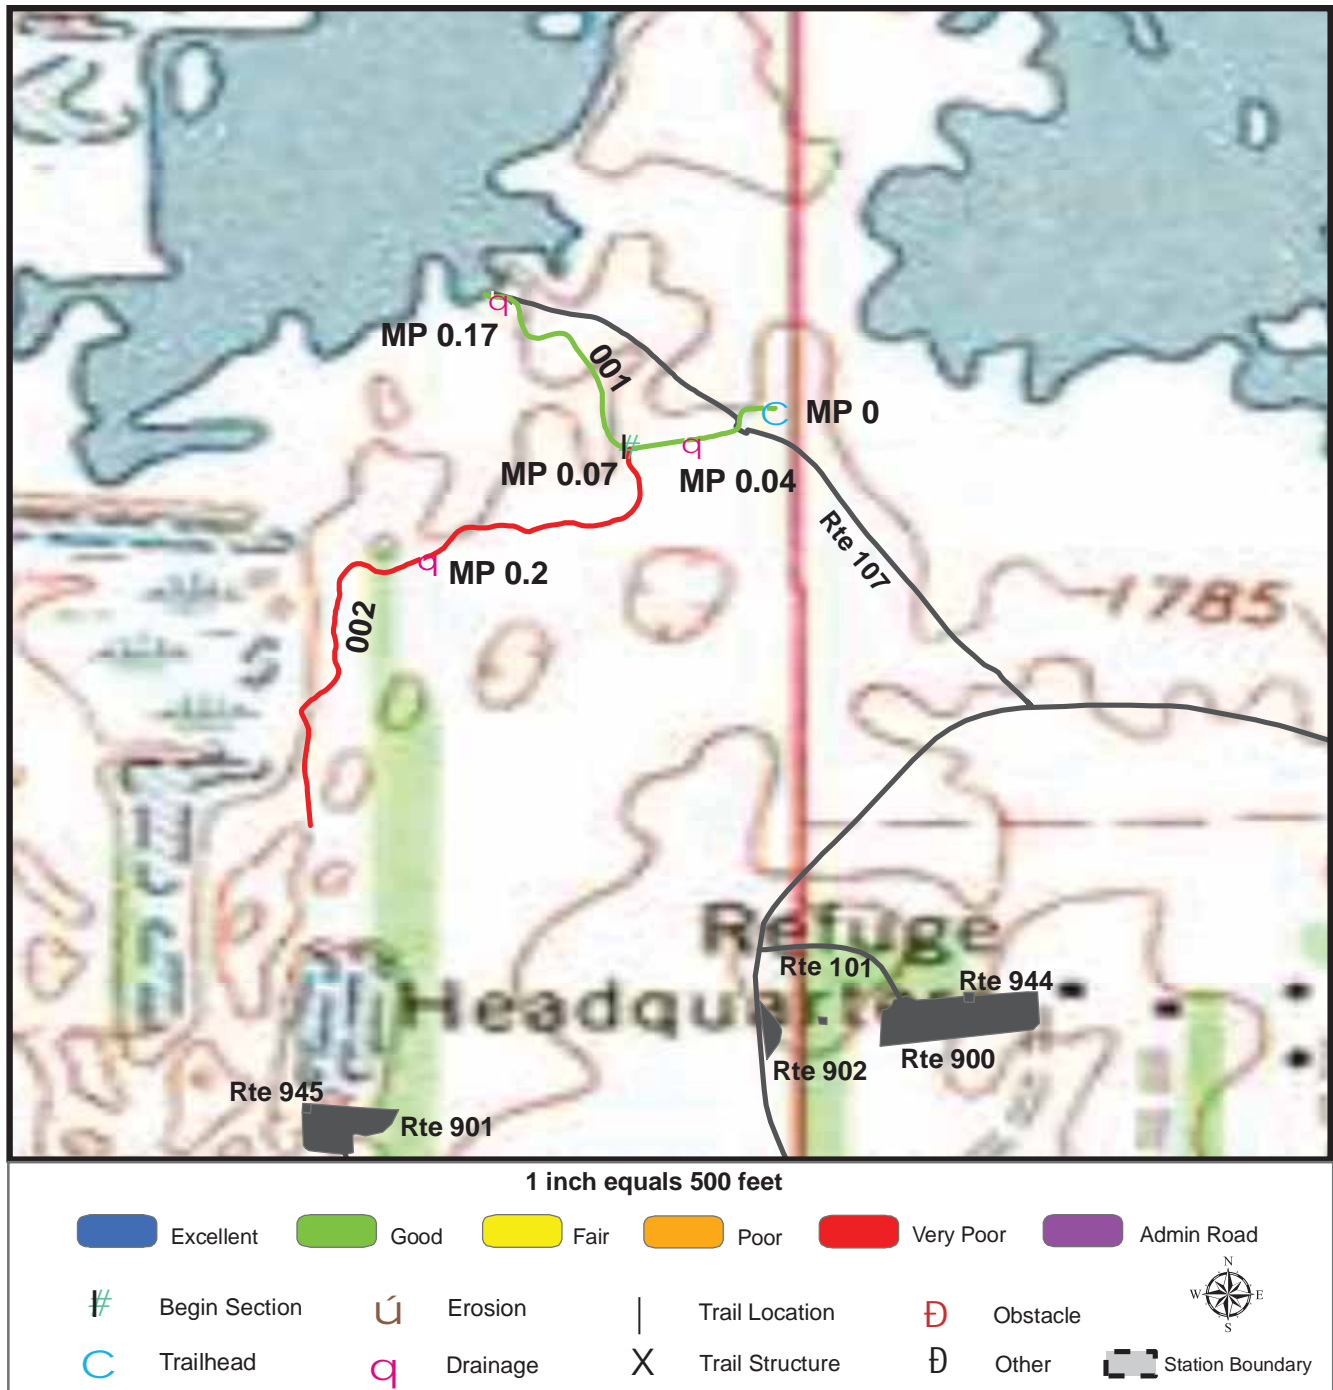 MP 0.17
001
MP 0
MP 0.07
MP 0.04
Rte 107
MP 0.2
1785
002
S
Refuge
Headquarters
Rte 101
Rte 944
Rte 902
Rte 900
Rte 945
Rte 901
1 inch equals 500 feet
Excellent Good Fair Poor Very Poor Admin Road
N
W E
S
# Begin Section ú Erosion | Trail Location Đ Obstacle
C Trailhead q Drainage X Trail Structure Đ Other Station Boundary